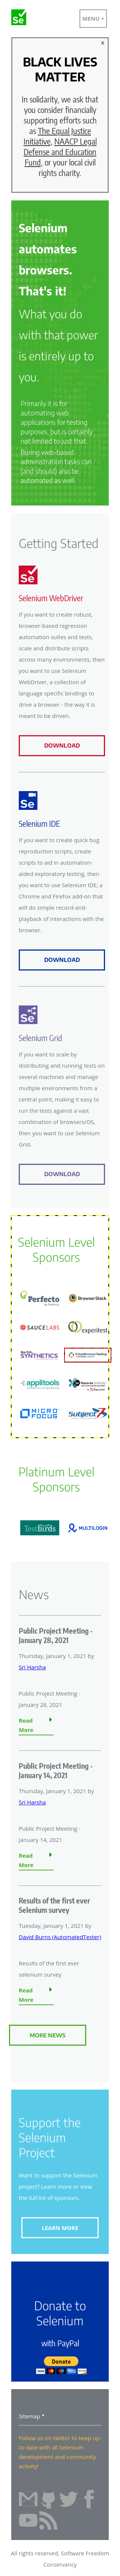 Se
MENU
x
BLACK LIVES
MATTER
In solidarity, we ask that
you consider financially
supporting efforts such
as The Equal Justice
Initiative, NAACP Legal
Defense and Education
Fund, or your local civil
rights charity.
Selenium
automates
browsers.
That's it!
What you do
with that power
is entirely up to
you.
Primarily it is for
automating web
applications for testing
purposes, but is certainly
not limited to just that.
Boring web-based
administration tasks can
(and should) also be
automated as well.
Getting Started
Se
Selenium WebDriver
If you want to create robust,
browser-based regression
automation suites and tests,
scale and distribute scripts
across many environments, then
you want to use Selenium
WebDriver, a collection of
language specific bindings to
drive a browser - the way it is
meant to be driven.
DOWNLOAD
Se
Selenium IDE
If you want to create quick bug
reproduction scripts, create
scripts to aid in automation-
aided exploratory testing, then
you want to use Selenium IDE; a
Chrome and Firefox add-on that
will do simple record-and-
playback of interactions with the
browser.
DOWNLOAD
Se
Selenium Grid
If you want to scale by
distributing and running tests on
several machines and manage
multiple environments from a
central point, making it easy to
run the tests against a vast
combination of browsers/OS,
then you want to use Selenium
Grid.
DOWNLOAD
Selenium Level
Sponsors
Perfecto
BrowserStack
SAUCELABS
experitest
SYNTHETICS
CrossBrowserTesting
applitools
MICRO
FOCUS
SUBJECT7
Platinum Level
Sponsors
Testbirds
MULTILOGIN
News
Public Project Meeting -
January 28, 2021
Thursday, January 1, 2021 by
Sri Harsha
Public Project Meeting -
January 28, 2021
Read
More
Public Project Meeting -
January 14, 2021
Thursday, January 1, 2021 by
Sri Harsha
Public Project Meeting -
January 14, 2021
Read
More
Results of the first ever
Selenium survey
Tuesday, January 1, 2021 by
David Burns (AutomatedTester)
Results of the first ever
selenium survey
Read
More
MORE NEWS
Support the
Selenium
Project
Want to support the Selenium
project? Learn more or view
the full list of sponsors.
LEARN MORE
Donate to
Selenium
with PayPal
Donate
Sitemap
Follow us on twitter to keep up-
to-date with all Selenium
development and community
activity!
All rights reserved, Software Freedom
Conservancy